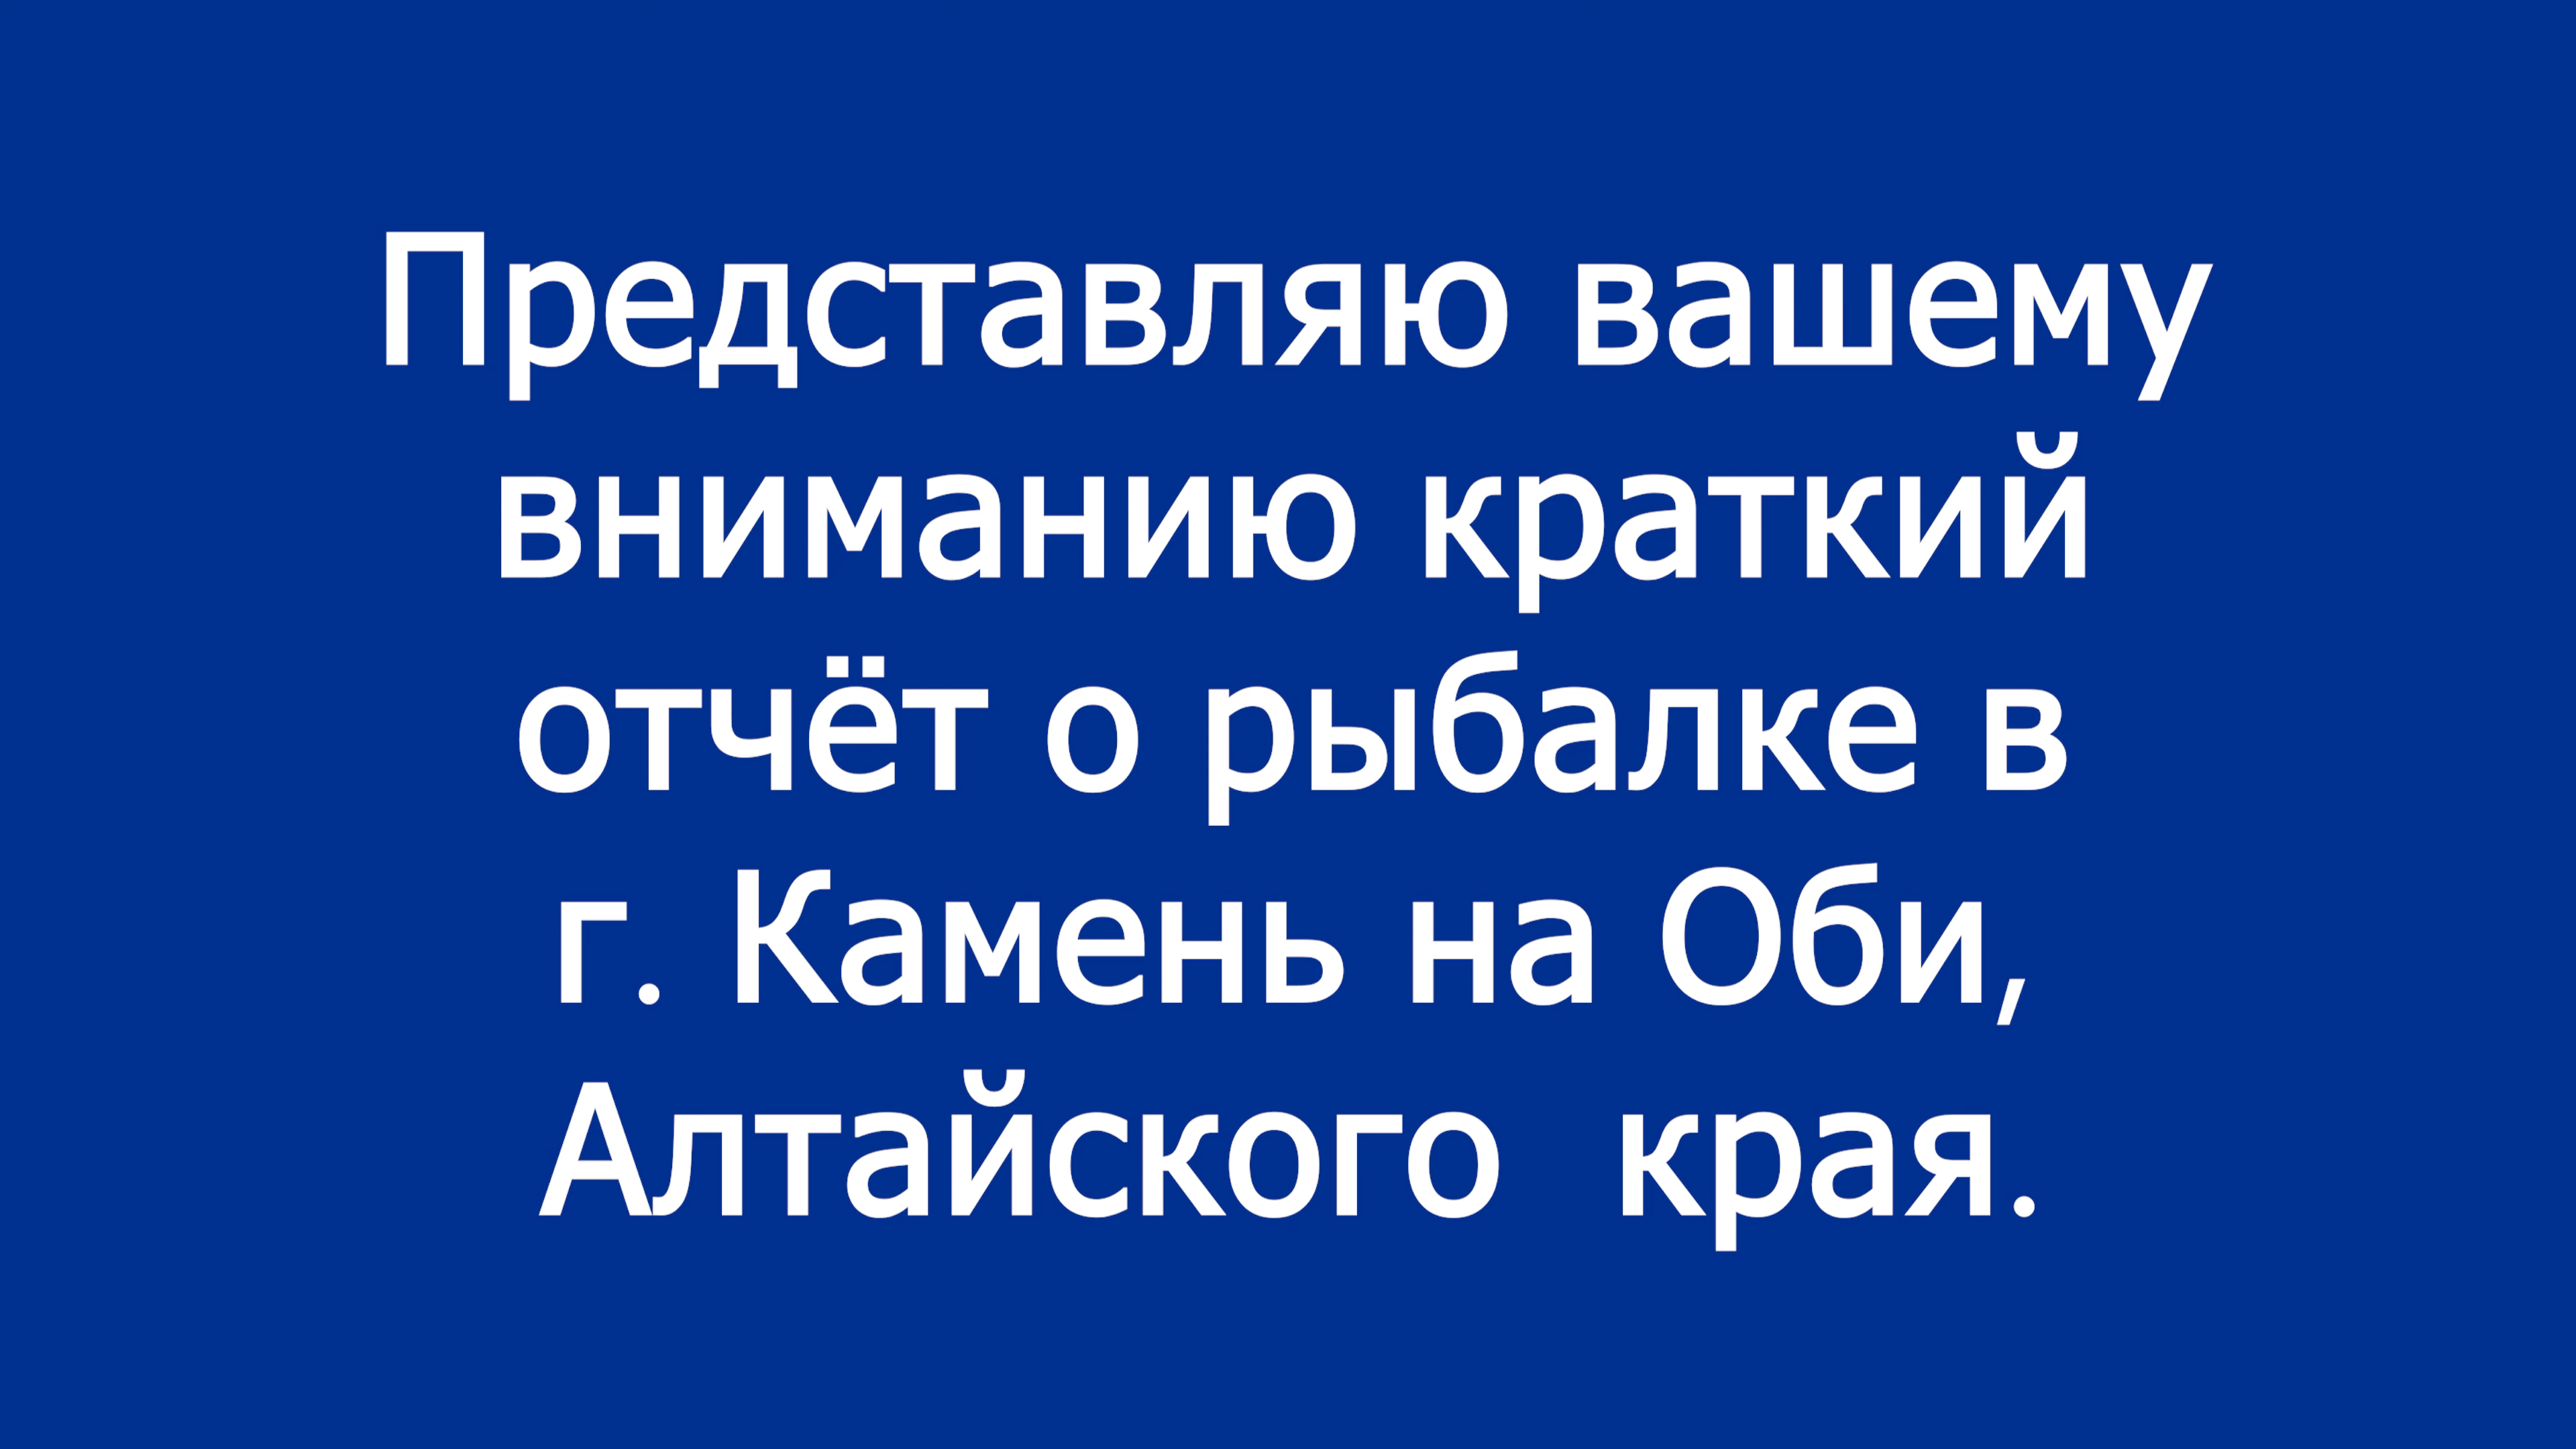 Представляю вашему
вниманию краткий
отчёт о рыбалке в
г. Камень на Оби,
Алтайского  края.